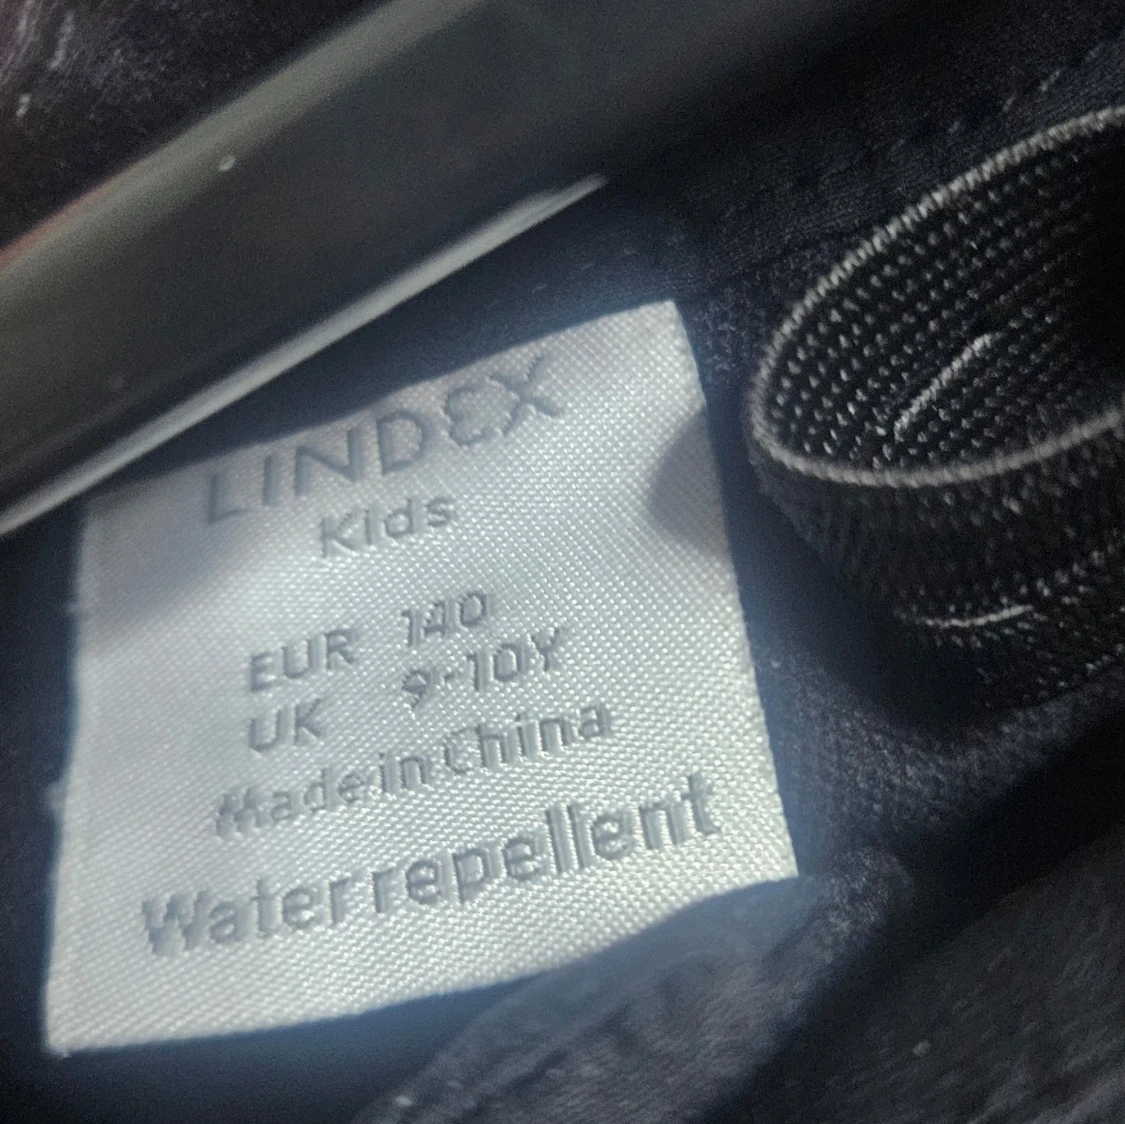 LINDEX
Kids
EUR 140
UK 9-10Y
Made in China
Water repellent